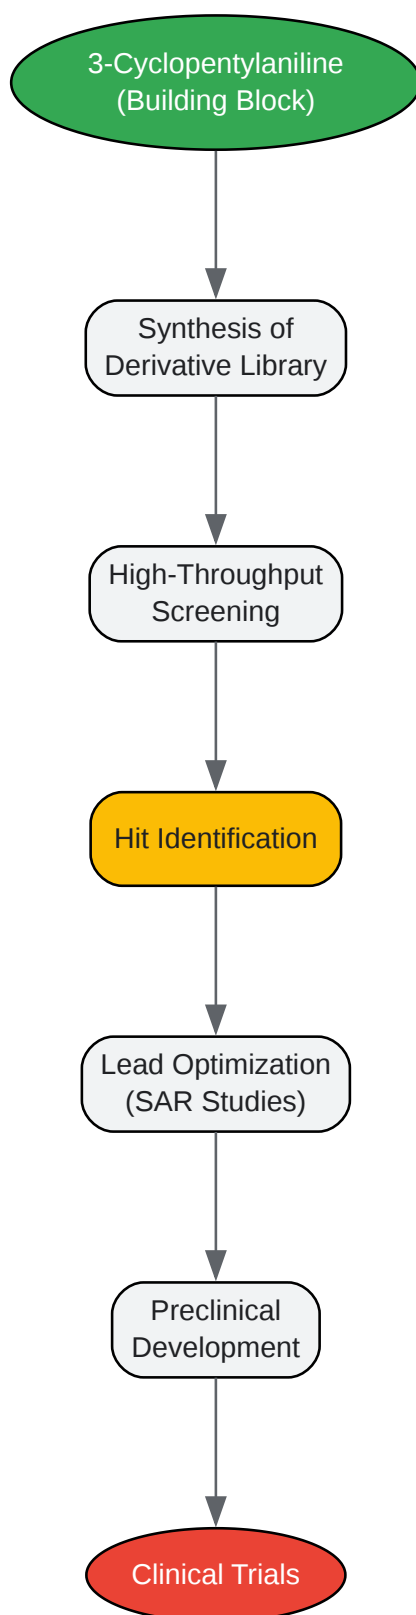 3-Cyclopentylaniline
(Building Block)
Synthesis of
Derivative Library
High-Throughput
Screening
Hit Identification
Lead Optimization
(SAR Studies)
Preclinical
Development
Clinical Trials